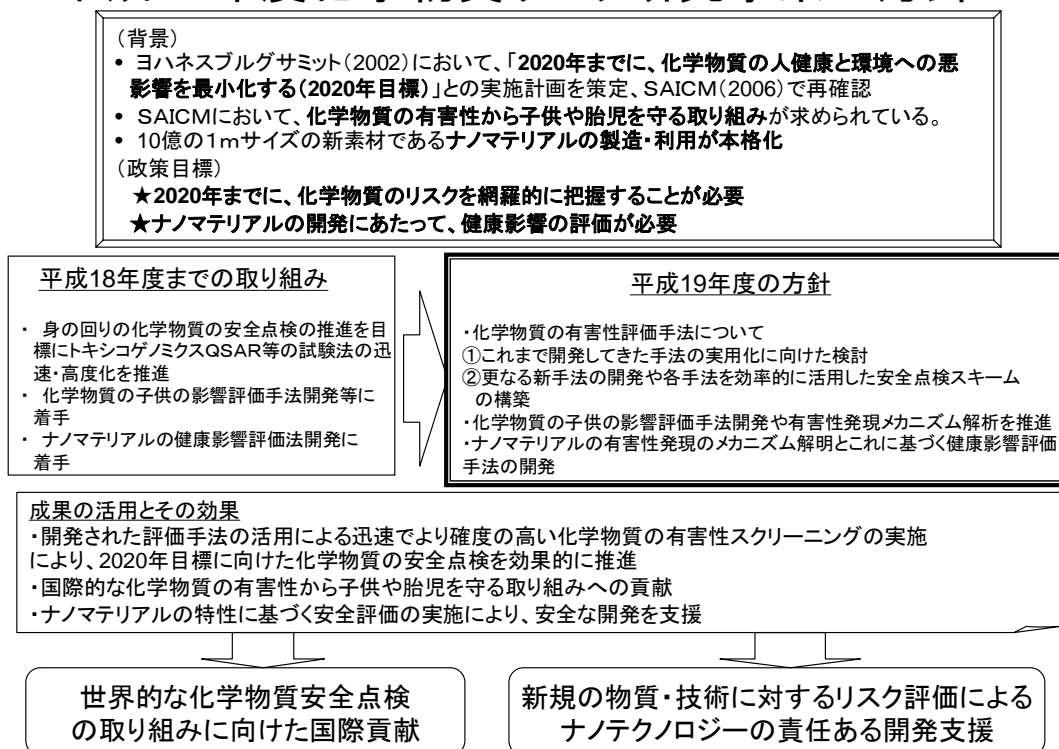 （背景）
• ヨハネスブルグサミット（2002）において、「2020年までに、化学物質の人健康と環境への悪
影響を最小化する（2020年目標）」との実施計画を策定、SAICM（2006）で再確認
• SAICMにおいて、化学物質の有害性から子供や胎児を守る取り組みが求められている。
• 10億の1mサイズの新素材であるナノマテリアルの製造・利用が本格化
（政策目標）
★2020年までに、化学物質のリスクを網羅的に把握することが必要
★ナノマテリアルの開発にあたって、健康影響の評価が必要
平成18年度までの取り組み
・ 身の回りの化学物質の安全点検の推進を目
標にトキシコゲノミクスQSAR等の試験法の迅
速・高度化を推進
・ 化学物質の子供の影響評価手法開発等に
着手
・ ナノマテリアルの健康影響評価法開発に
着手
平成19年度の方針
・化学物質の有害性評価手法について
①これまで開発してきた手法の実用化に向けた検討
②更なる新手法の開発や各手法を効率的に活用した安全点検スキーム
の構築
・化学物質の子供の影響評価手法開発や有害性発現メカニズム解析を推進
・ナノマテリアルの有害性発現のメカニズム解明とこれに基づく健康影響評価
手法の開発
成果の活用とその効果
・開発された評価手法の活用による迅速でより確度の高い化学物質の有害性スクリーニングの実施
により、2020年目標に向けた化学物質の安全点検を効果的に推進
・国際的な化学物質の有害性から子供や胎児を守る取り組みへの貢献
・ナノマテリアルの特性に基づく安全評価の実施により、安全な開発を支援
世界的な化学物質安全点検
の取り組みに向けた国際貢献
新規の物質・技術に対するリスク評価による
ナノテクノロジーの責任ある開発支援